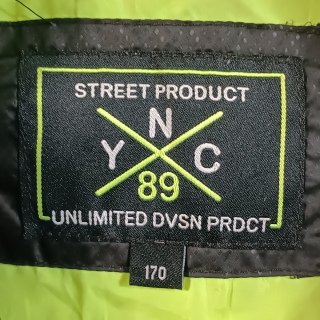 STREET PRODUCT
N
Y C
89
UNLIMITED DVSN PRDCT
170